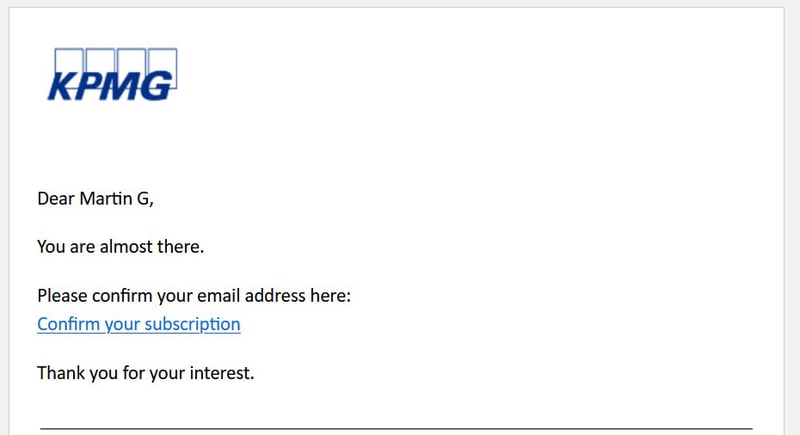 KPMG
Dear Martin G,
You are almost there.
Please confirm your email address here:
Confirm your subscription
Thank you for your interest.